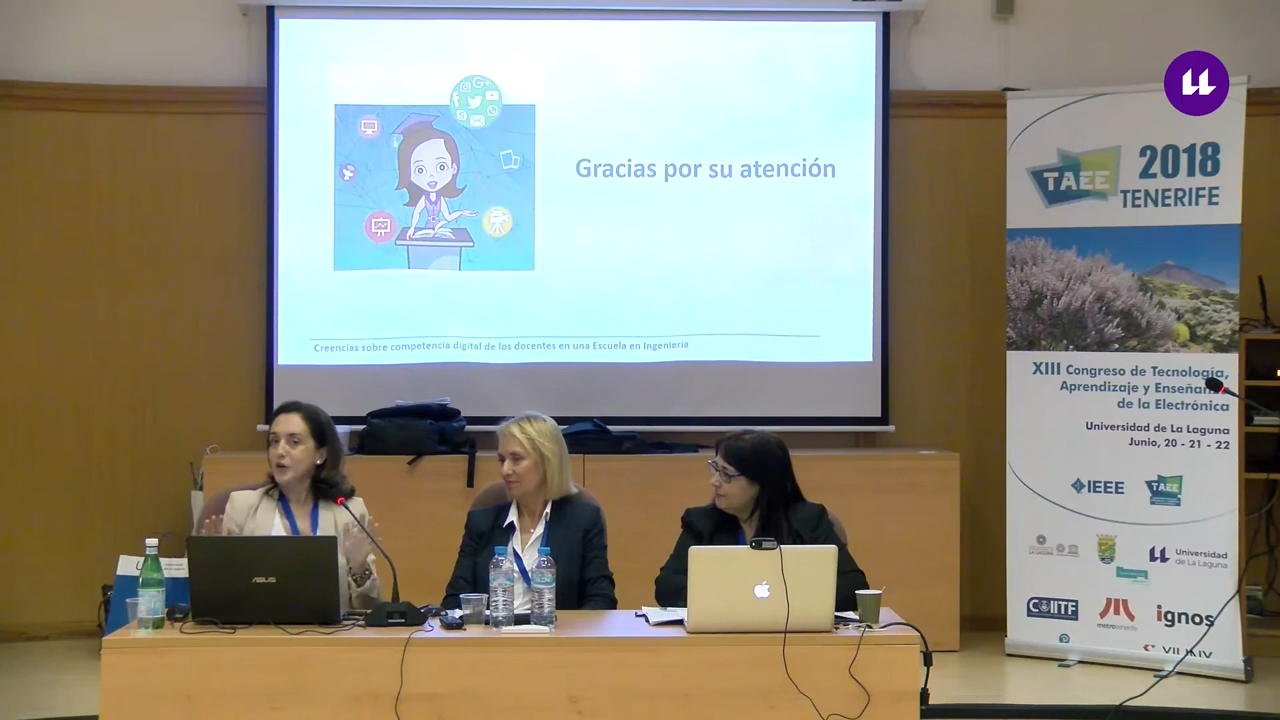 Gracias por su atención
Creencias sobre competencia digital de los docentes en una Escuela en Ingeniería
2018
TAEE
TENERIFE
XIII Congreso de Tecnología,
Aprendizaje y
de la Electrónica
Universidad de La Laguna
Junio, 20 - 21 - 22
IEEE
TAEE
Universidad
de La Laguna
COIITF
metrotenerife
ignos
ASUS